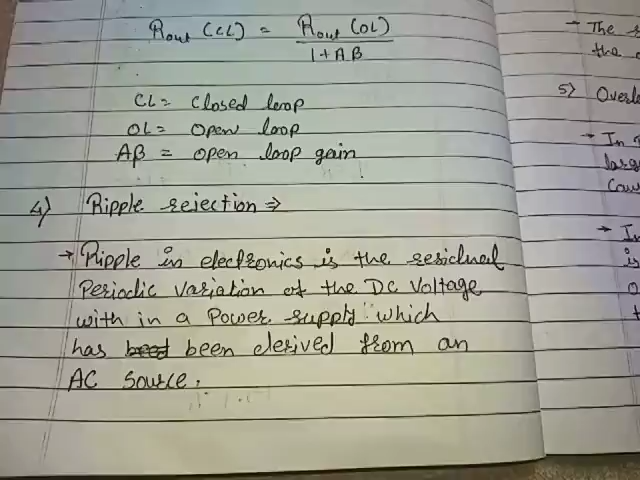 Rout (CL) = Rout (OL)
1+AB
CL= Closed loop
OL= Open loop
Aβ = open loop gain
4) Ripple rejection ⇒
→ Ripple in electronics is the residual
Periodic variation of the DC Voltage
with in a Power supply which
has been derived from an
AC Source.
→ The
the
5) Overlo
→ In
larg
Cau
→ In
is